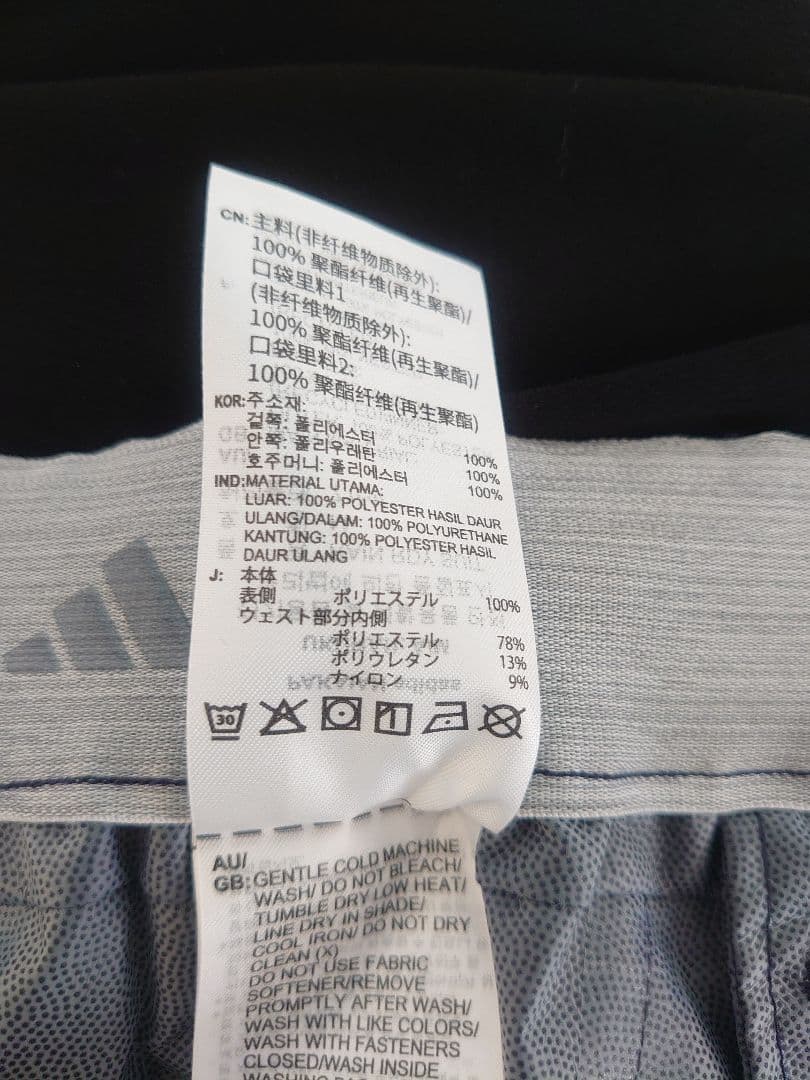 CN:主料(非纤维物质除外):
100% 聚酯纤维(再生聚酯)/
口袋里料1
(非纤维物质除外):
100% 聚酯纤维(再生聚酯)/
口袋里料2:
100% 聚酯纤维(再生聚酯)
KOR:주소재:
겉쪽: 폴리에스터 100%
안쪽: 폴리우레탄 100%
호주머니: 폴리에스터 100%
IND:MATERIAL UTAMA:
LUAR: 100% POLYESTER HASIL DAUR
ULANG/DALAM: 100% POLYURETHANE
KANTUNG: 100% POLYESTER HASIL
DAUR ULANG
J: 本体
表側 ポリエステル 100%
ウェスト部分内側
ポリエステル 78%
ポリウレタン 13%
ナイロン 9%
30
AU/
GB: GENTLE COLD MACHINE
WASH/ DO NOT BLEACH/
TUMBLE DRY LOW HEAT/
LINE DRY IN SHADE/
COOL IRON/ DO NOT DRY
CLEAN (X)
DO NOT USE FABRIC
SOFTENER/REMOVE
PROMPTLY AFTER WASH/
WASH WITH LIKE COLORS/
WASH WITH FASTENERS
CLOSED/WASH INSIDE